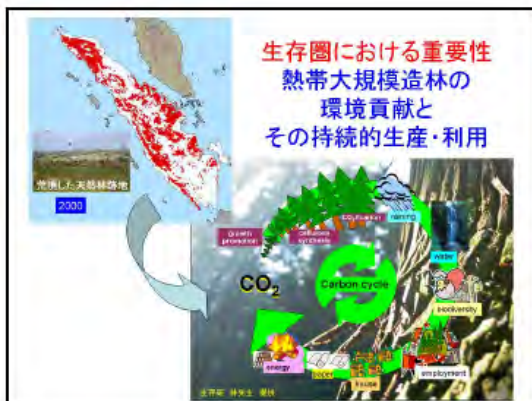 生存圏における重要性
熱帯大規模造林の
環境貢献と
その持続的生産・利用
荒廃した天然林跡地
2000
CO₂ fixation
raining
growth promotion
cellulose synthesis
water
CO₂
Carbon cycle
biodiversity
energy
paper
house
employment